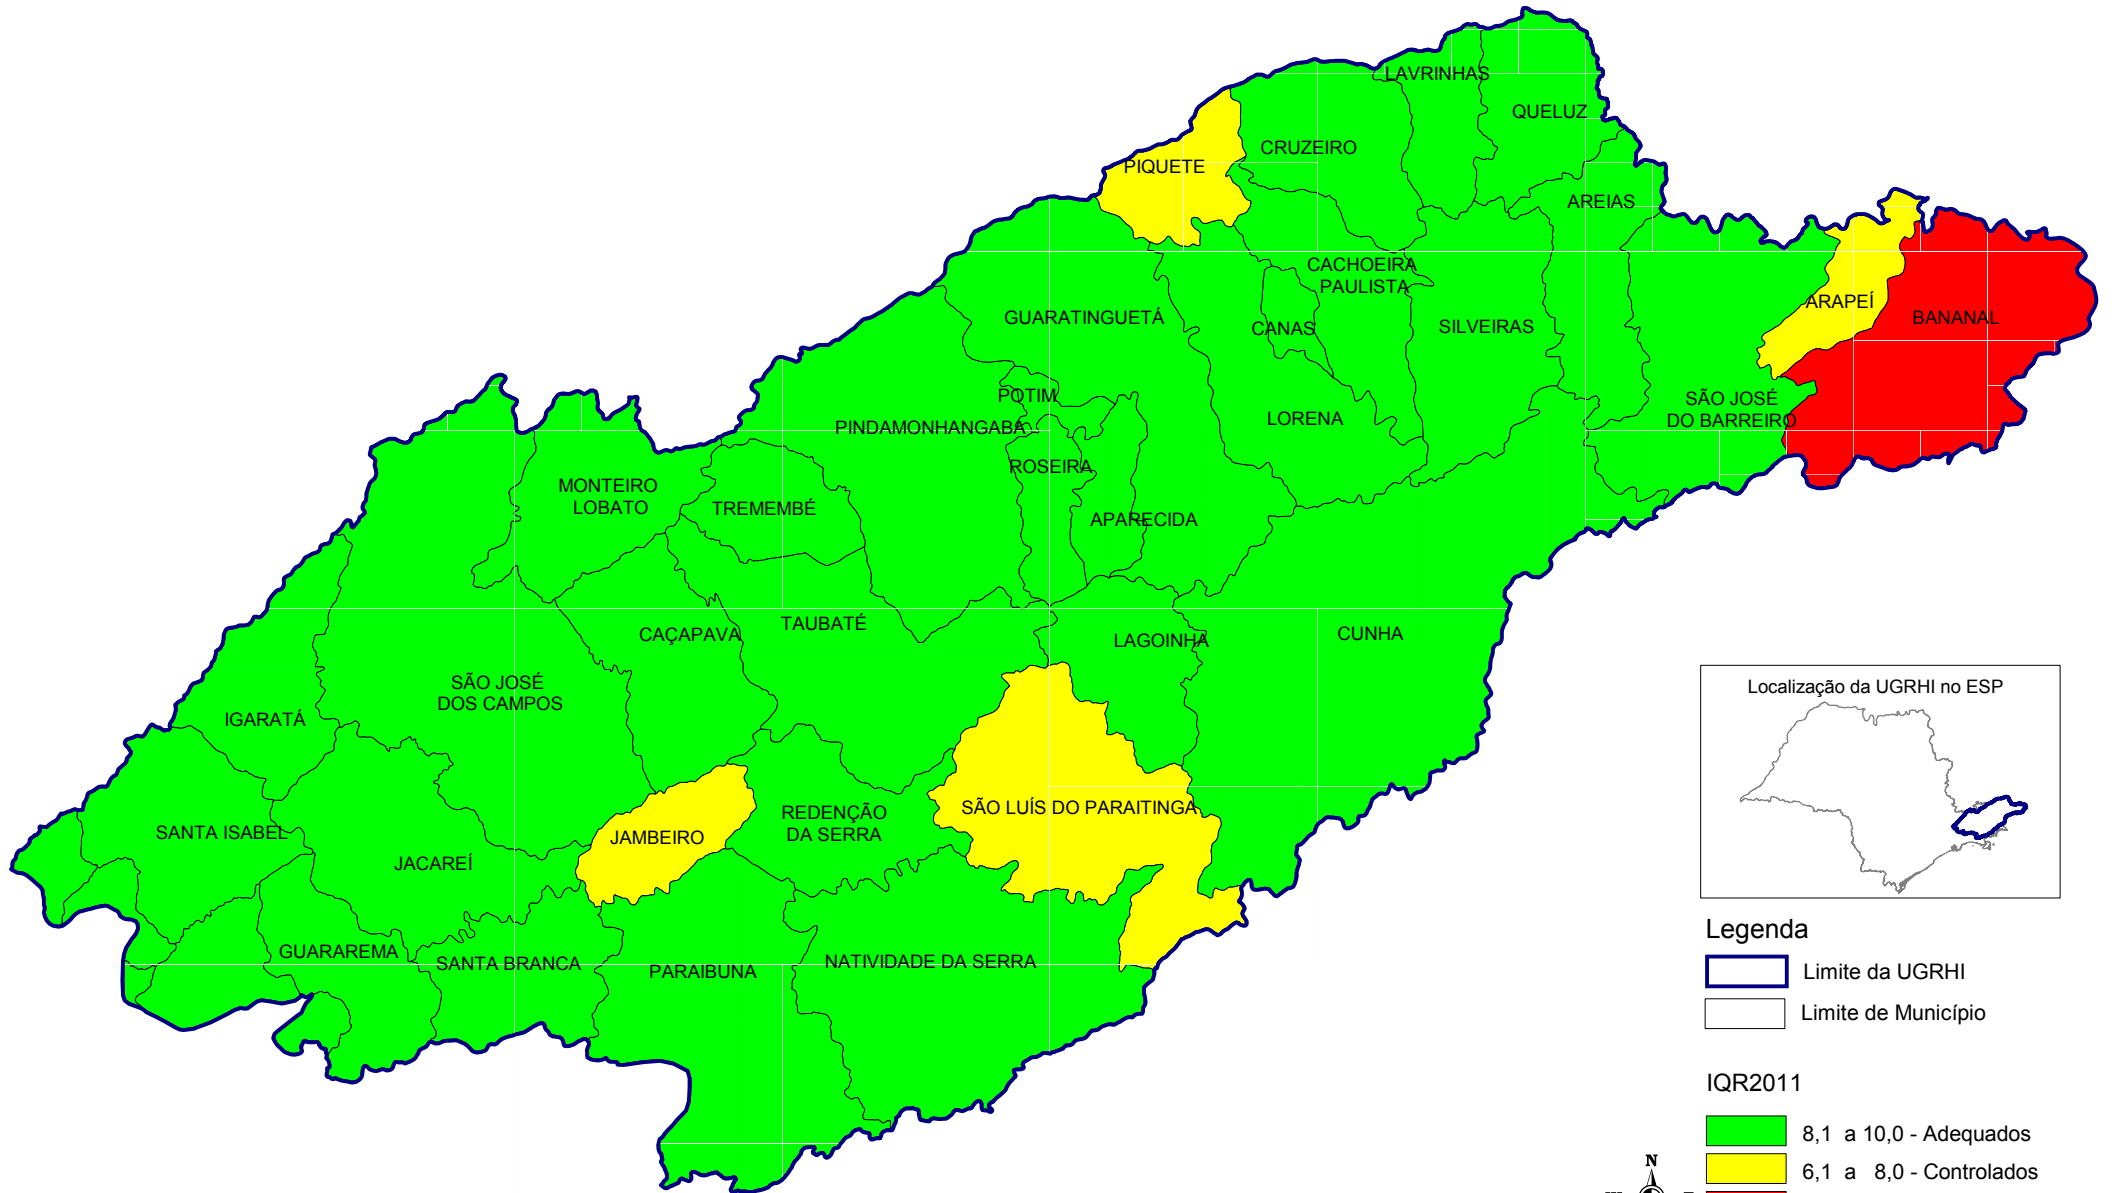 LAVRINHAS
QUELUZ
CRUZEIRO
PIQUETE
AREIAS
CACHOEIRA
PAULISTA
ARAPEÍ
BANANAL
GUARATINGUETÁ
CANAS
SILVEIRAS
POTIM
SÃO JOSÉ
DO BARREIRO
LORENA
PINDAMONHANGABA
ROSEIRA
MONTEIRO
LOBATO
TREMEMBÉ
APARECIDA
CAÇAPAVA
TAUBATÉ
LAGOINHA
CUNHA
SÃO JOSÉ
DOS CAMPOS
IGARATÁ
SÃO LUÍS DO PARAITINGA
REDENÇÃO
DA SERRA
SANTA ISABEL
JAMBEIRO
JACAREÍ
GUARAREMA
SANTA BRANCA
PARAIBUNA
NATIVIDADE DA SERRA
Localização da UGRHI no ESP
Legenda
Limite da UGRHI
Limite de Município
IQR2011
8,1 a 10,0 - Adequados
6,1 a 8,0 - Controlados
N